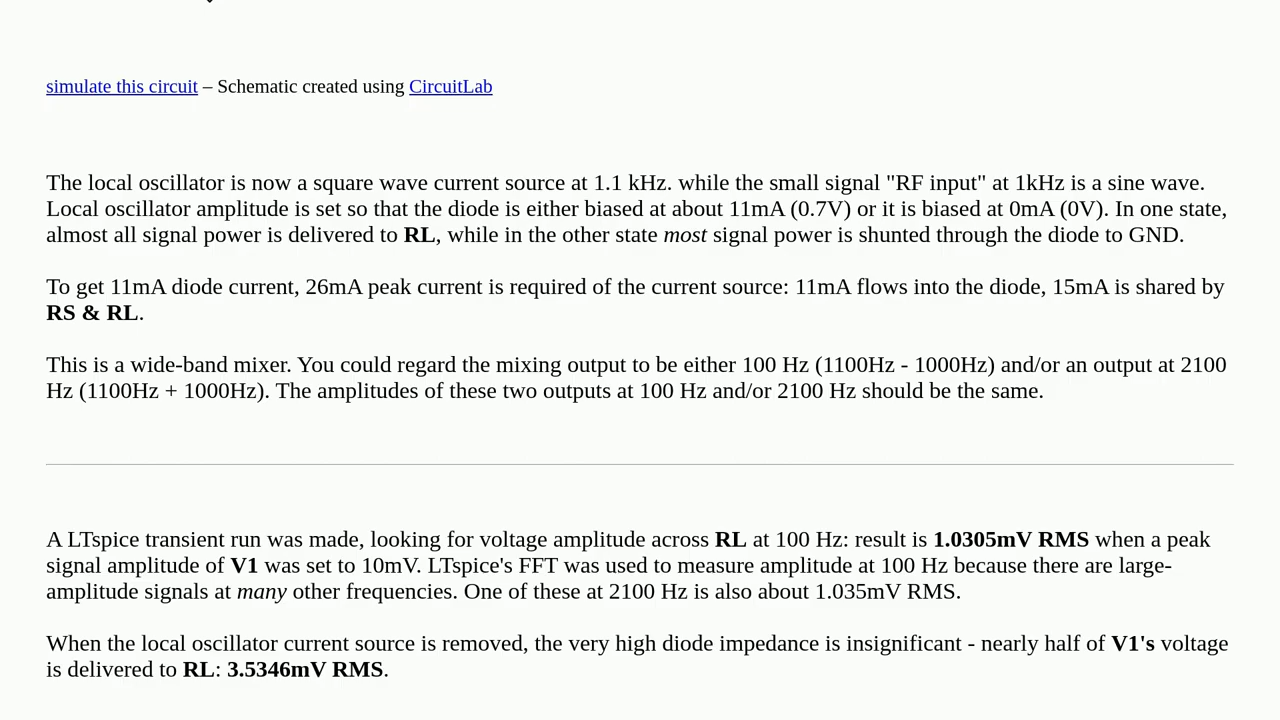 simulate this circuit – Schematic created using CircuitLab
The local oscillator is now a square wave current source at 1.1 kHz. while the small signal "RF input" at 1kHz is a sine wave.
Local oscillator amplitude is set so that the diode is either biased at about 11mA (0.7V) or it is biased at 0mA (0V). In one state,
almost all signal power is delivered to RL, while in the other state most signal power is shunted through the diode to GND.
To get 11mA diode current, 26mA peak current is required of the current source: 11mA flows into the diode, 15mA is shared by
RS & RL.
This is a wide-band mixer. You could regard the mixing output to be either 100 Hz (1100Hz - 1000Hz) and/or an output at 2100
Hz (1100Hz + 1000Hz). The amplitudes of these two outputs at 100 Hz and/or 2100 Hz should be the same.
A LTspice transient run was made, looking for voltage amplitude across RL at 100 Hz: result is 1.0305mV RMS when a peak
signal amplitude of V1 was set to 10mV. LTspice's FFT was used to measure amplitude at 100 Hz because there are large-
amplitude signals at many other frequencies. One of these at 2100 Hz is also about 1.035mV RMS.
When the local oscillator current source is removed, the very high diode impedance is insignificant - nearly half of V1's voltage
is delivered to RL: 3.5346mV RMS.